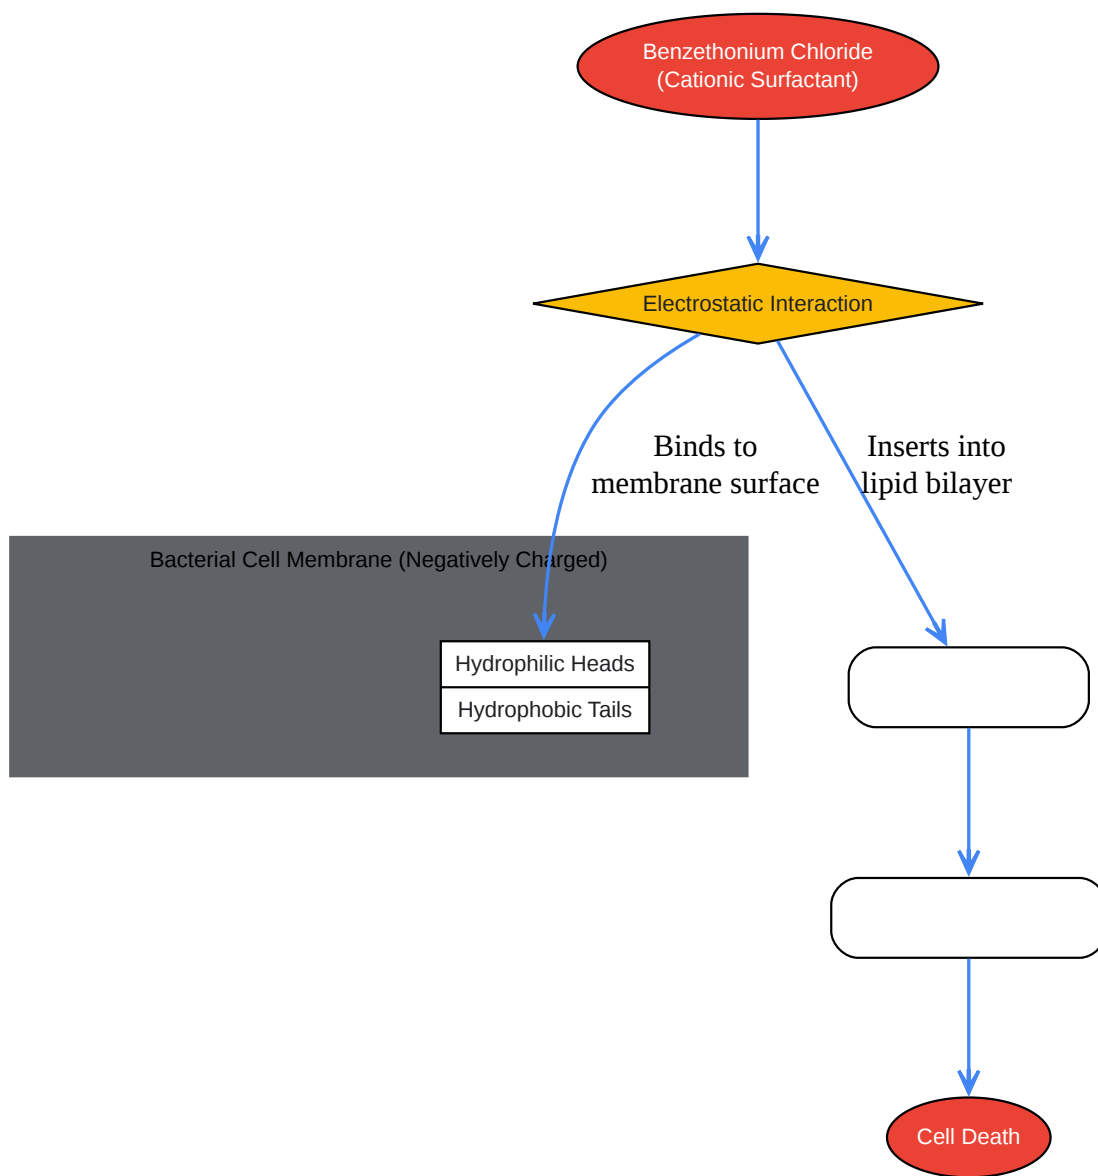 Benzethonium Chloride
(Cationic Surfactant)
Electrostatic Interaction
Binds to
membrane surface
Inserts into
lipid bilayer
Bacterial Cell Membrane (Negatively Charged)
Hydrophilic Heads
Hydrophobic Tails
Cell Death